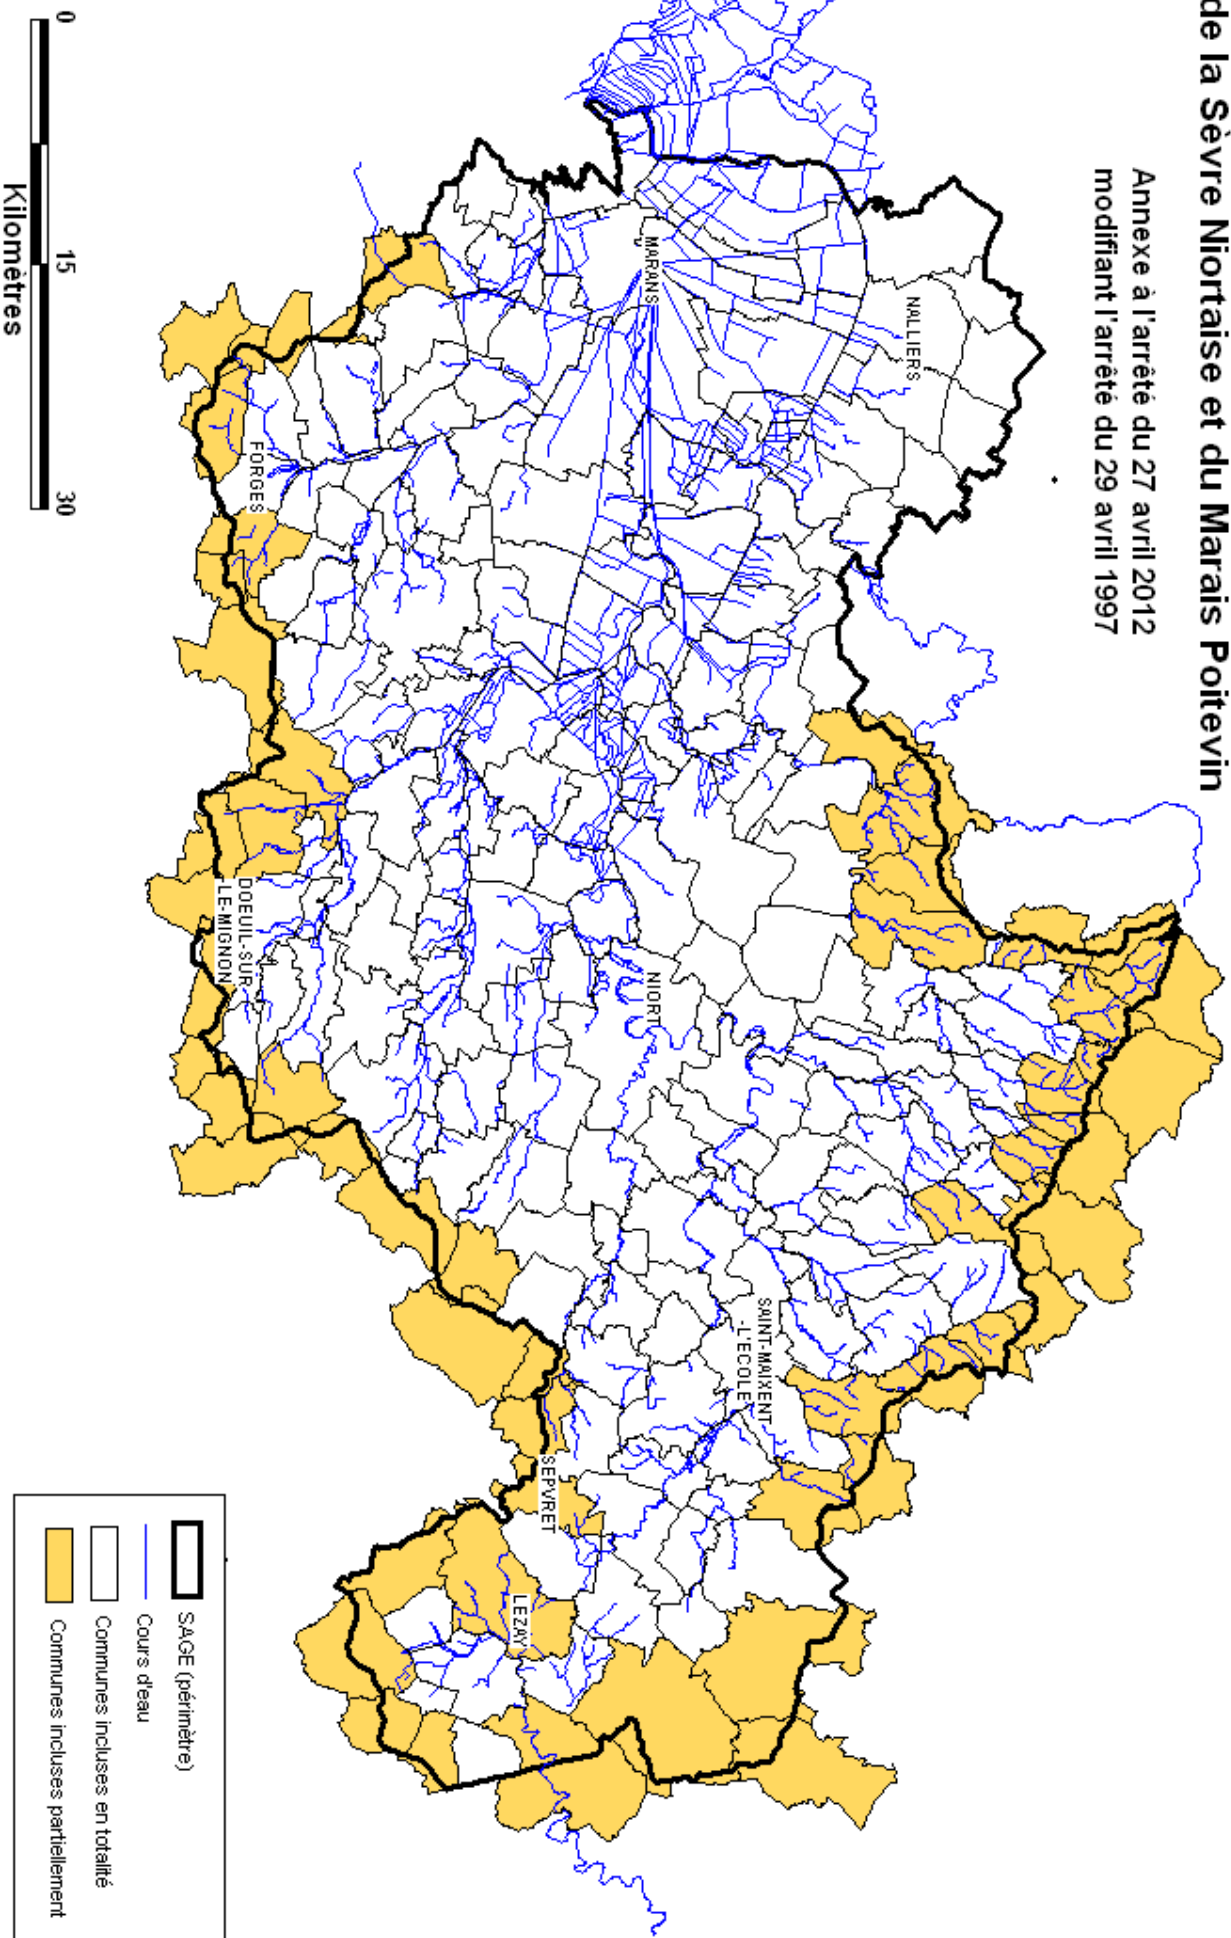 de la Sèvre Niortaise et du Marais Poitevin
Annexe à l'arrêté du 27 avril 2012
modifiant l'arrêté du 29 avril 1997
NALLIERS
MARANS
FORGES
NIORT
DOEUIL-SUR
-LE-MIGNON
SAINT-MAIXENT
-L'ECOLE
SEPVRET
LEZAY
0
15
30
Kilomètres
SAGE (périmètre)
Cours d'eau
Communes incluses en totalité
Communes incluses partiellement